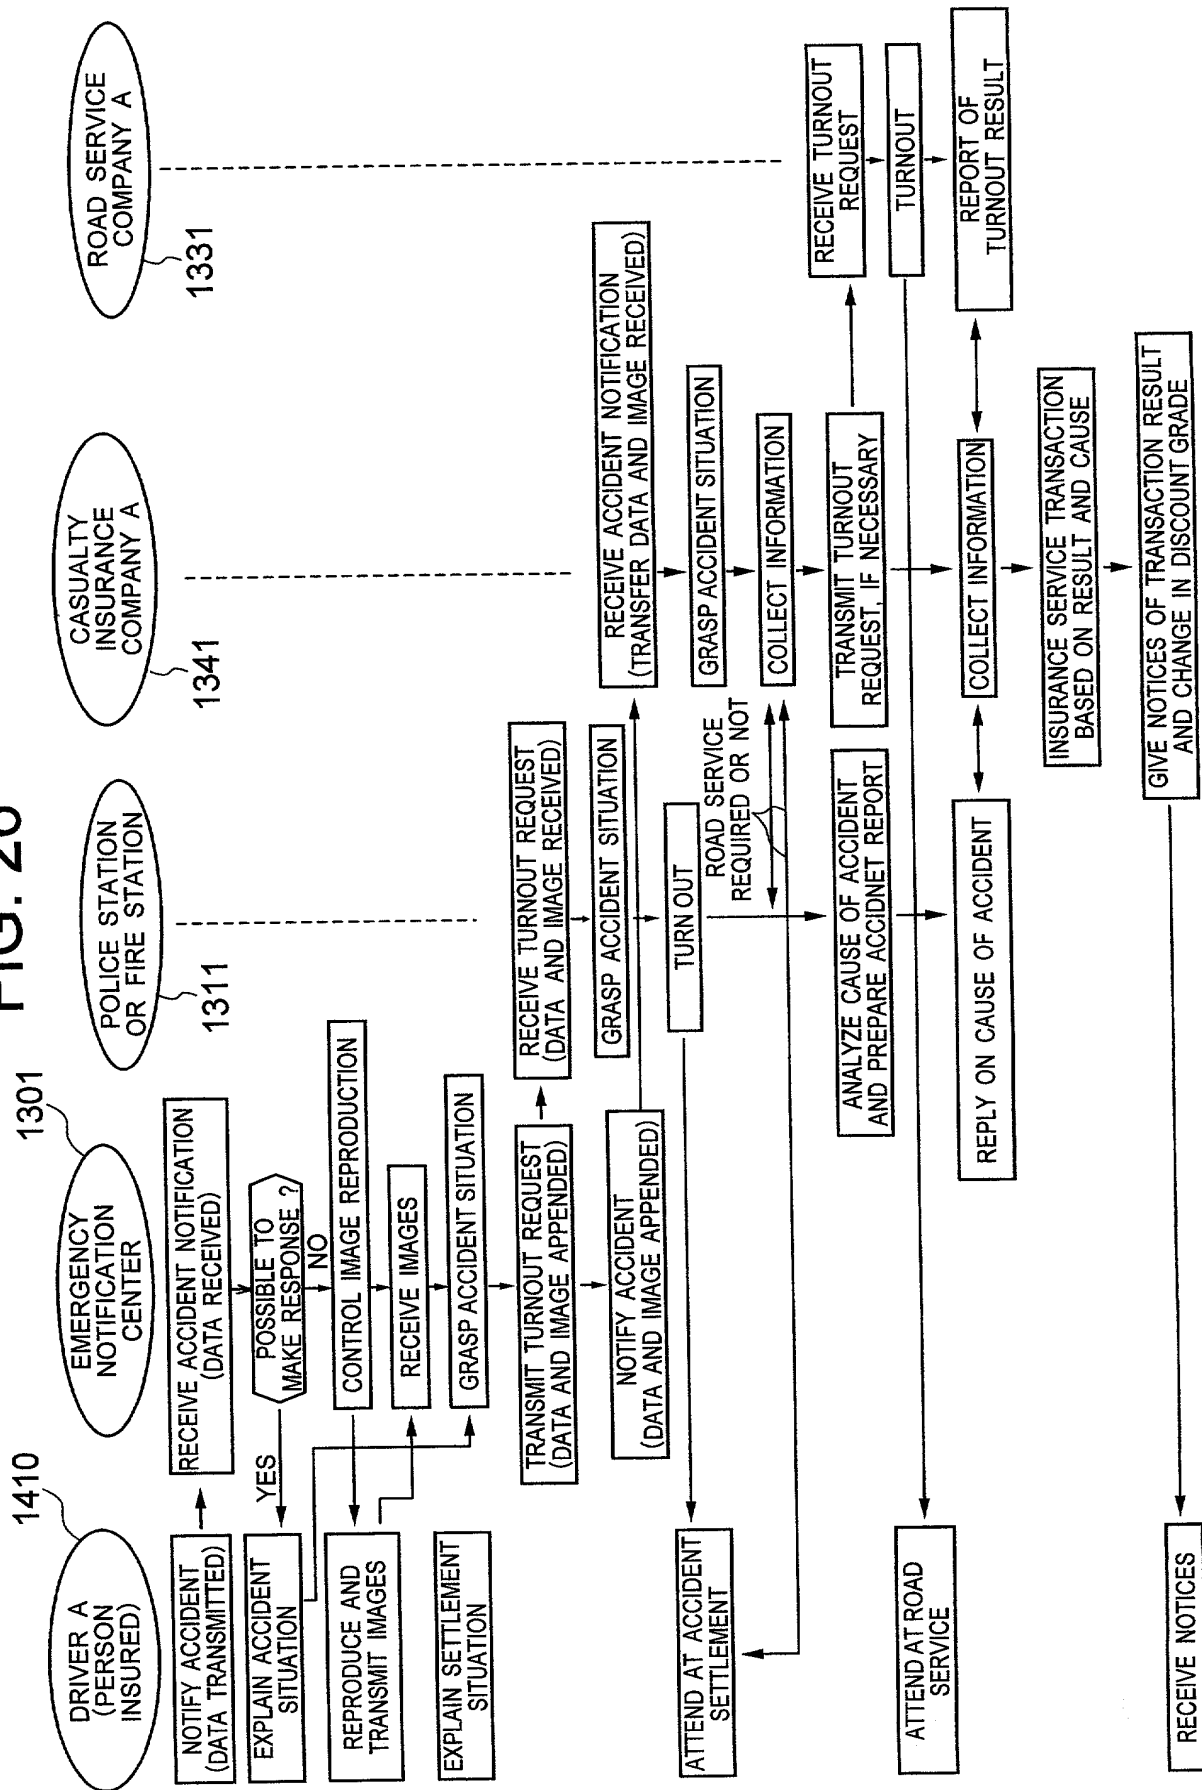 FIG. 26
1410
DRIVER A
(PERSON
INSURED)
1301
EMERGENCY
NOTIFICATION
CENTER
1311
POLICE STATION
OR FIRE STATION
1341
CASUALTY
INSURANCE
COMPANY A
1331
ROAD SERVICE
COMPANY A
NOTIFY ACCIDENT
(DATA TRANSMITTED)
RECEIVE ACCIDENT NOTIFICATION
(DATA RECEIVED)
POSSIBLE TO
MAKE RESPONSE ?
YES
NO
EXPLAIN ACCIDENT
SITUATION
CONTROL IMAGE REPRODUCTION
REPRODUCE AND
TRANSMIT IMAGES
RECEIVE IMAGES
GRASP ACCIDENT SITUATION
EXPLAIN SETTLEMENT
SITUATION
TRANSMIT TURNOUT REQUEST
(DATA AND IMAGE APPENDED)
RECEIVE TURNOUT REQUEST
(DATA AND IMAGE RECEIVED)
GRASP ACCIDENT SITUATION
NOTIFY ACCIDENT
(DATA AND IMAGE APPENDED)
RECEIVE ACCIDENT NOTIFICATION
(TRANSFER DATA AND IMAGE RECEIVED)
TURN OUT
GRASP ACCIDENT SITUATION
ATTEND AT ACCIDENT
SETTLEMENT
ROAD SERVICE
REQUIRED OR NOT
COLLECT INFORMATION
ANALYZE CAUSE OF ACCIDENT
AND PREPARE ACCIDNET REPORT
TRANSMIT TURNOUT
REQUEST, IF NECESSARY
RECEIVE TURNOUT
REQUEST
TURNOUT
ATTEND AT ROAD
SERVICE
REPLY ON CAUSE OF ACCIDENT
COLLECT INFORMATION
REPORT OF
TURNOUT RESULT
INSURANCE SERVICE TRANSACTION
BASED ON RESULT AND CAUSE
GIVE NOTICES OF TRANSACTION RESULT
AND CHANGE IN DISCOUNT GRADE
RECEIVE NOTICES